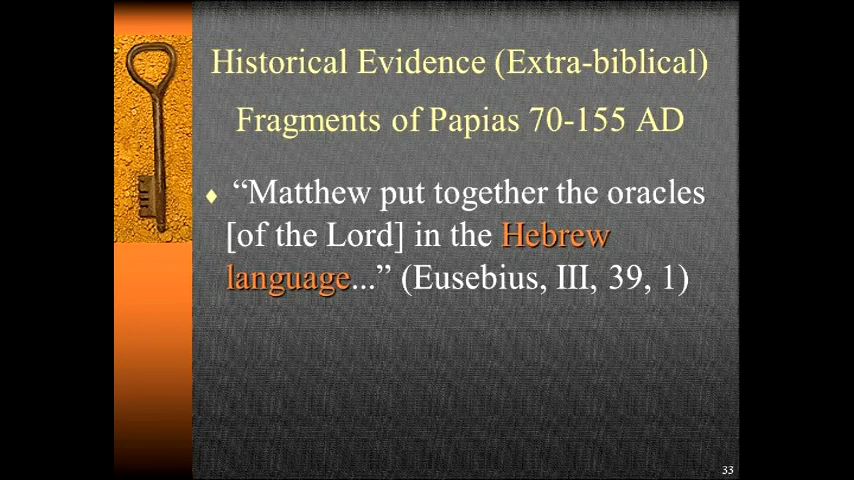 Historical Evidence (Extra-biblical)
Fragments of Papias 70-155 AD
“Matthew put together the oracles
[of the Lord] in the Hebrew
language...” (Eusebius, III, 39, 1)
33